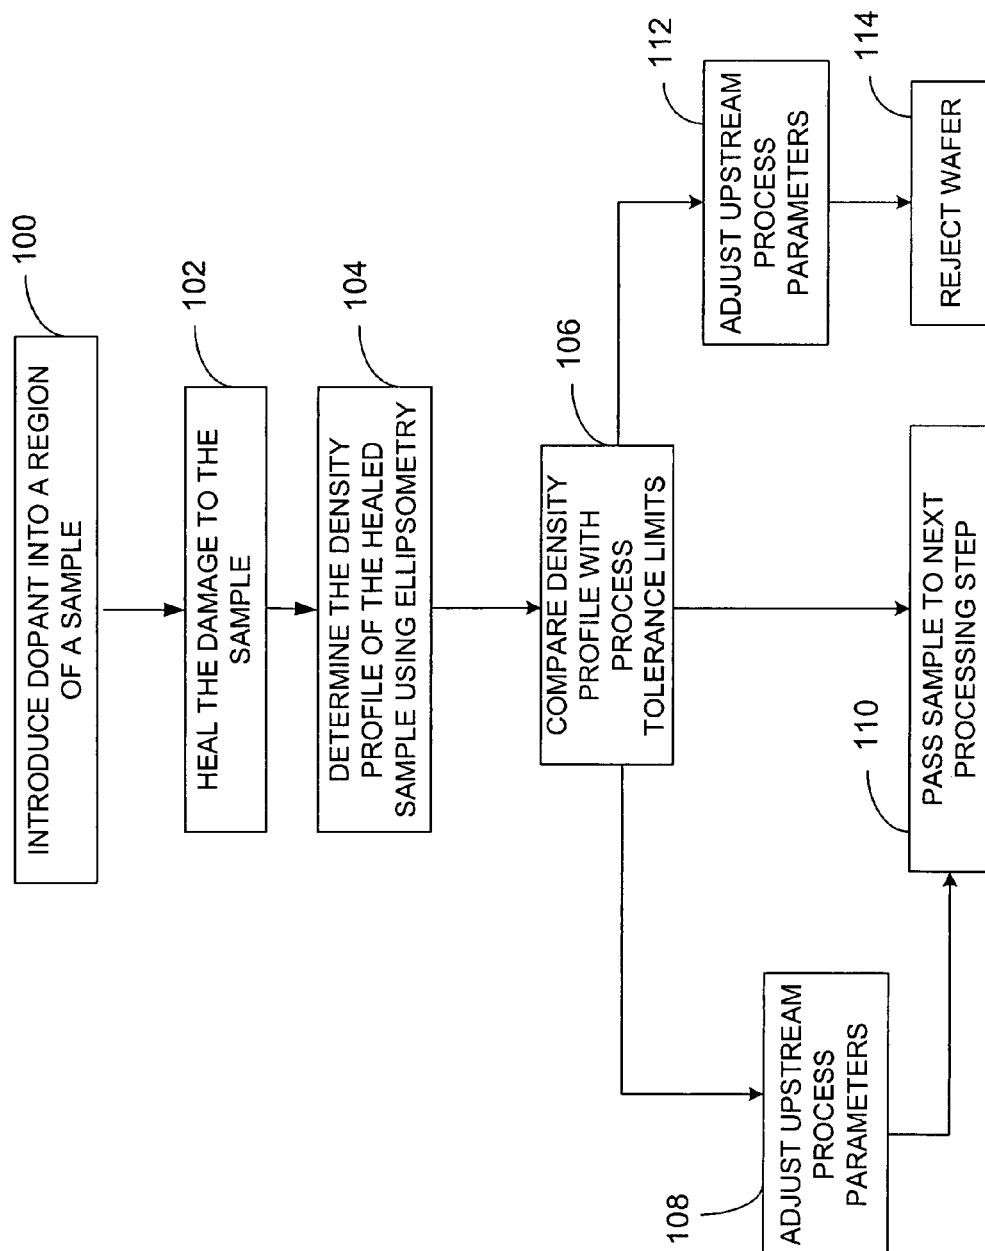 100
INTRODUCE DOPANT INTO A REGION
OF A SAMPLE
102
HEAL THE DAMAGE TO THE
SAMPLE
104
DETERMINE THE DENSITY
PROFILE OF THE HEALED
SAMPLE USING ELLIPSOMETRY
106
COMPARE DENSITY
PROFILE WITH
PROCESS
TOLERANCE LIMITS
108
ADJUST UPSTREAM
PROCESS
PARAMETERS
110
PASS SAMPLE TO NEXT
PROCESSING STEP
112
ADJUST UPSTREAM
PROCESS
PARAMETERS
114
REJECT WAFER